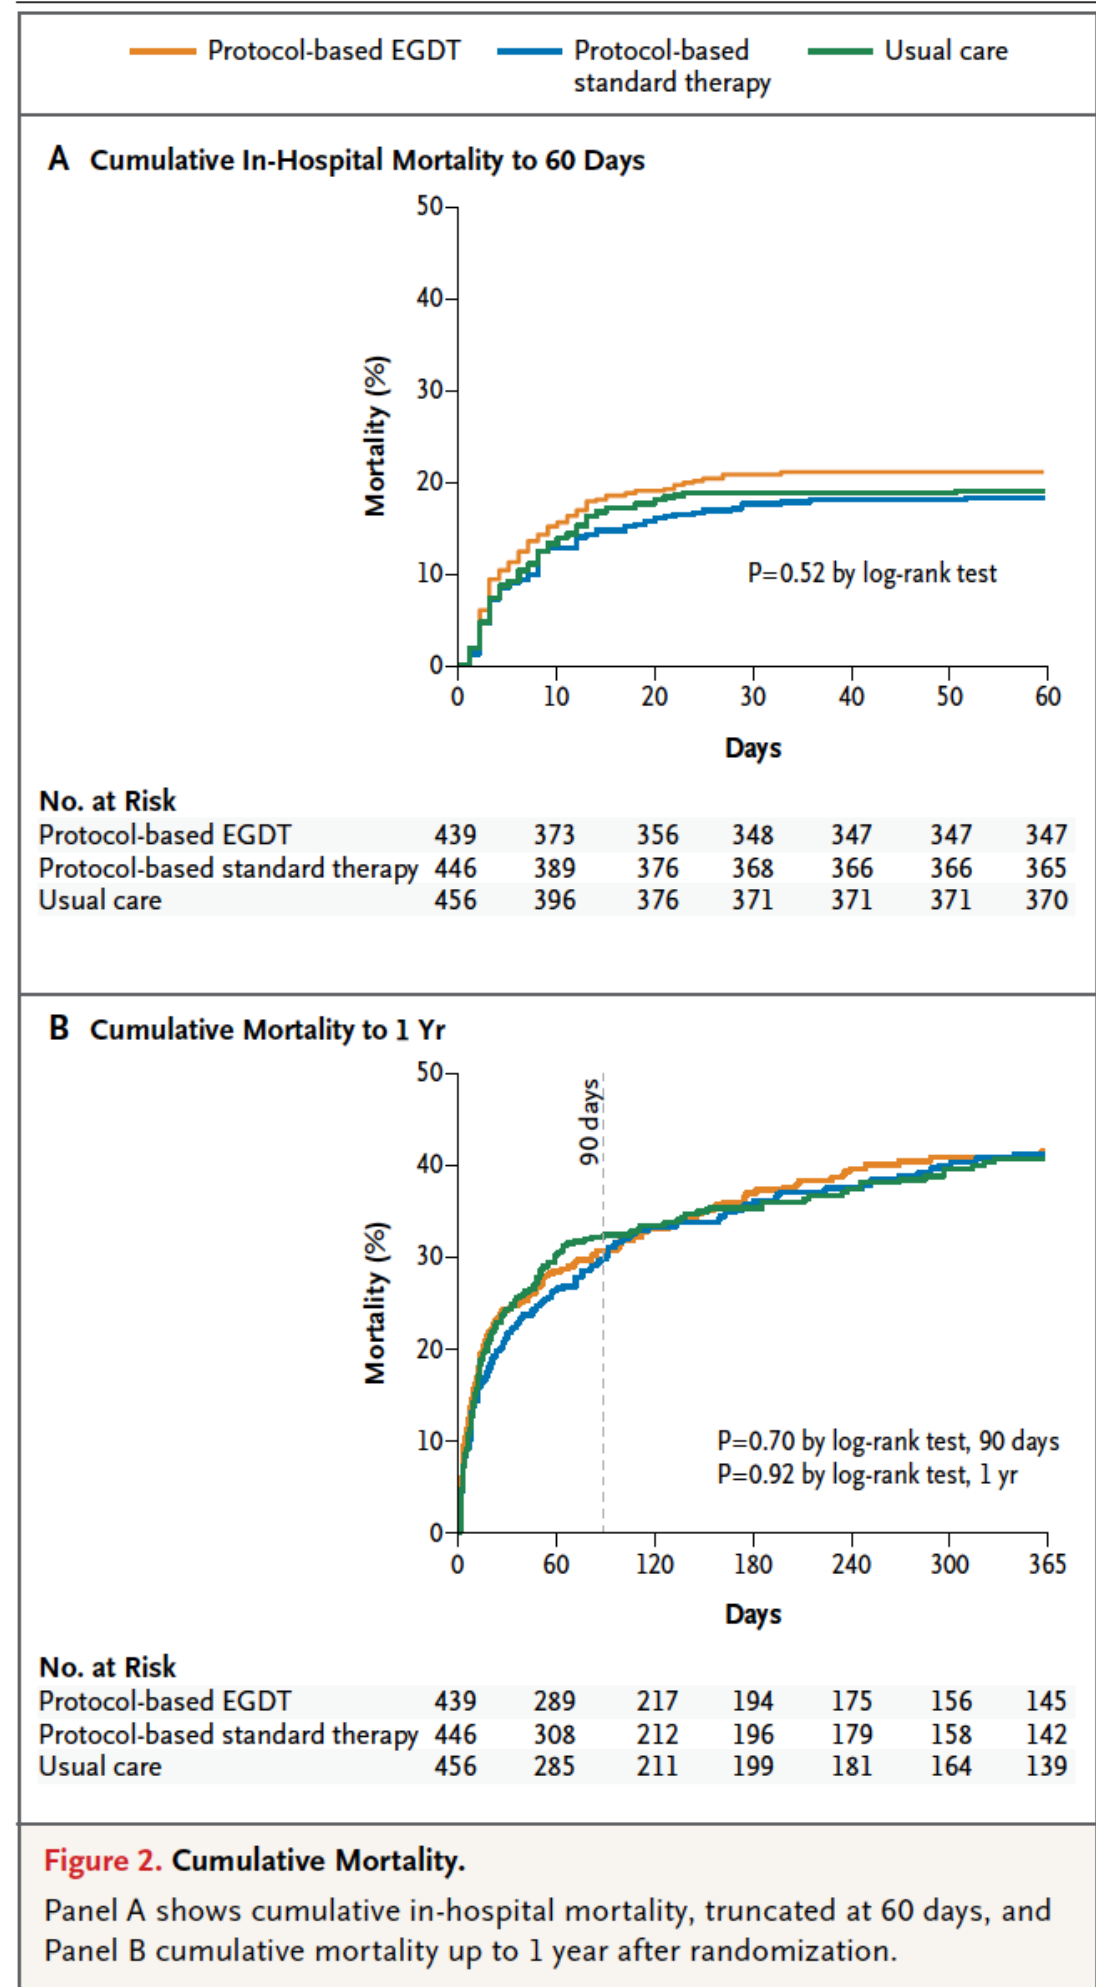 Protocol-based EGDT Protocol-based standard therapy Usual care
A Cumulative In-Hospital Mortality to 60 Days
Mortality (%)
50
40
30
20
10
0
P=0.52 by log-rank test
0 10 20 30 40 50 60
Days
No. at Risk
Protocol-based EGDT 439 373 356 348 347 347 347
Protocol-based standard therapy 446 389 376 368 366 366 365
Usual care 456 396 376 371 371 371 370
B Cumulative Mortality to 1 Yr
Mortality (%)
50
40
30
20
10
0
90 days
P=0.70 by log-rank test, 90 days
P=0.92 by log-rank test, 1 yr
0 60 120 180 240 300 365
Days
No. at Risk
Protocol-based EGDT 439 289 217 194 175 156 145
Protocol-based standard therapy 446 308 212 196 179 158 142
Usual care 456 285 211 199 181 164 139
Figure 2. Cumulative Mortality.
Panel A shows cumulative in-hospital mortality, truncated at 60 days, and
Panel B cumulative mortality up to 1 year after randomization.